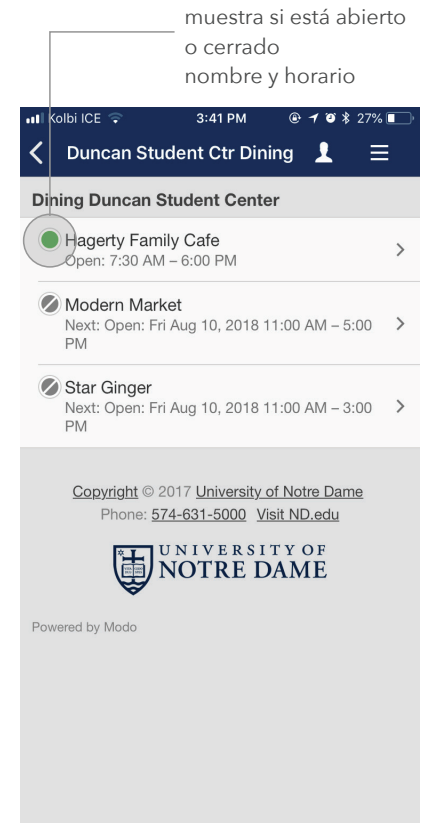 muestra si está abierto
o cerrado
nombre y horario
Kolbi ICE 3:41 PM 27%
Duncan Student Ctr Dining
Dining Duncan Student Center
Hagerty Family Cafe
Open: 7:30 AM – 6:00 PM
Modern Market
Next: Open: Fri Aug 10, 2018 11:00 AM – 5:00
PM
Star Ginger
Next: Open: Fri Aug 10, 2018 11:00 AM – 3:00
PM
Copyright © 2017 University of Notre Dame
Phone: 574-631-5000 Visit ND.edu
UNIVERSITY OF
NOTRE DAME
Powered by Modo